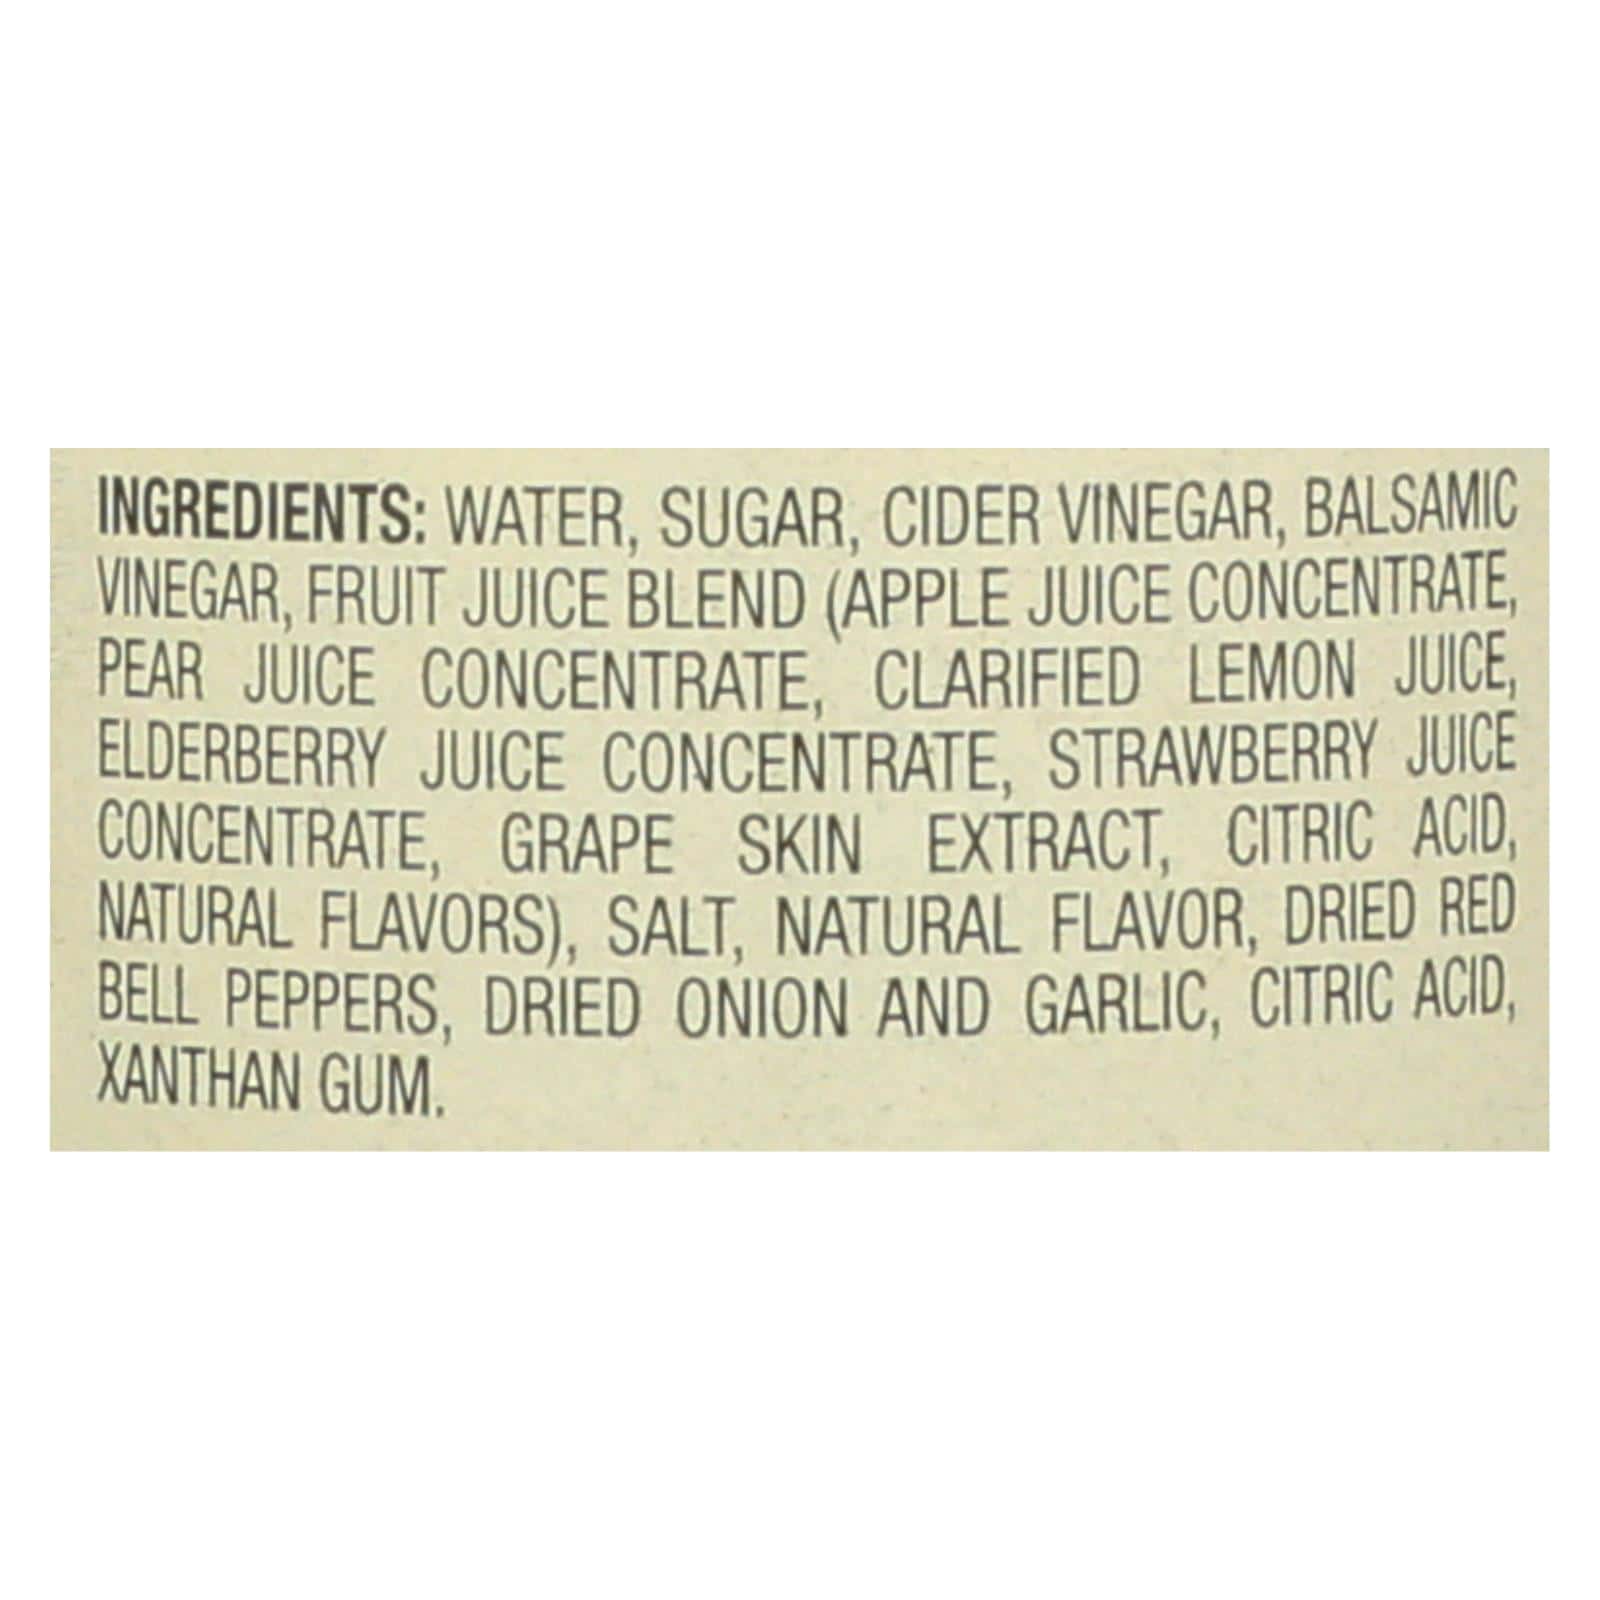 INGREDIENTS: WATER, SUGAR, CIDER VINEGAR, BALSAMIC
VINEGAR, FRUIT JUICE BLEND (APPLE JUICE CONCENTRATE,
PEAR JUICE CONCENTRATE, CLARIFIED LEMON JUICE,
ELDERBERRY JUICE CONCENTRATE, STRAWBERRY JUICE
CONCENTRATE, GRAPE SKIN EXTRACT, CITRIC ACID,
NATURAL FLAVORS), SALT, NATURAL FLAVOR, DRIED RED
BELL PEPPERS, DRIED ONION AND GARLIC, CITRIC ACID,
XANTHAN GUM.